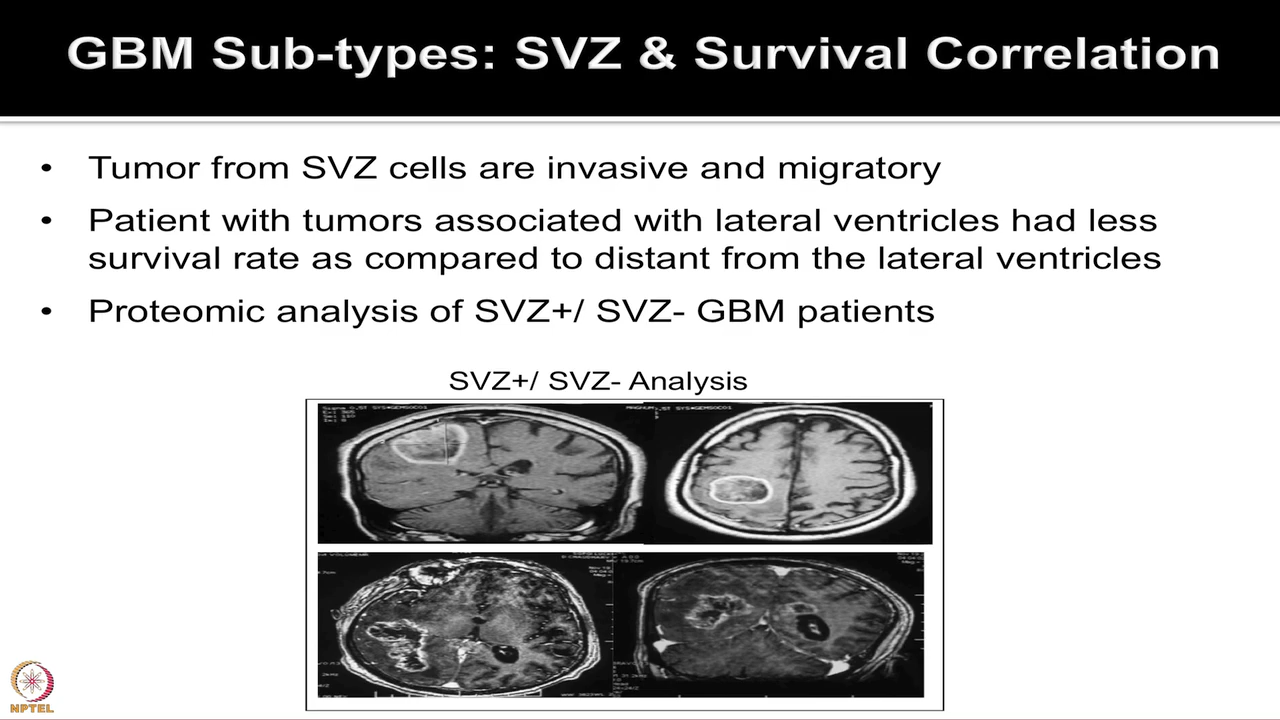 GBM Sub-types: SVZ & Survival Correlation
• Tumor from SVZ cells are invasive and migratory
• Patient with tumors associated with lateral ventricles had less
survival rate as compared to distant from the lateral ventricles
• Proteomic analysis of SVZ+/ SVZ- GBM patients
SVZ+/ SVZ- Analysis
NPTEL